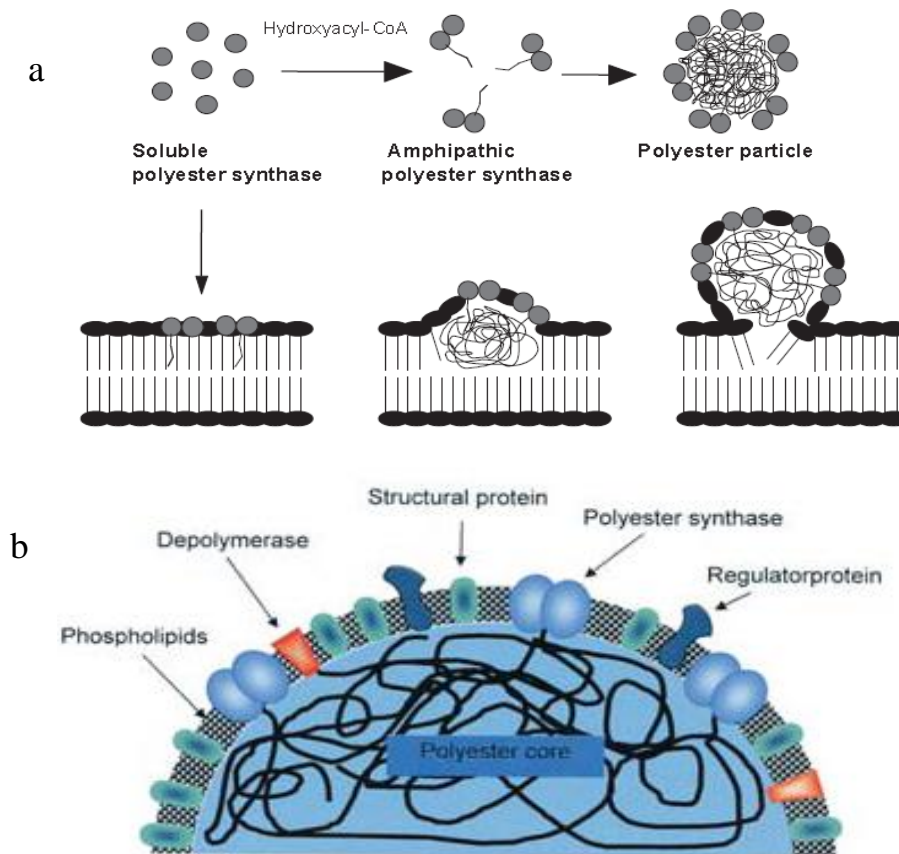 a
Hydroxyacyl- CoA
Soluble
polyester synthase
Amphipathic
polyester synthase
Polyester particle
b
Structural protein
Polyester synthase
Depolymerase
Regulatorprotein
Phospholipids
Polyester core